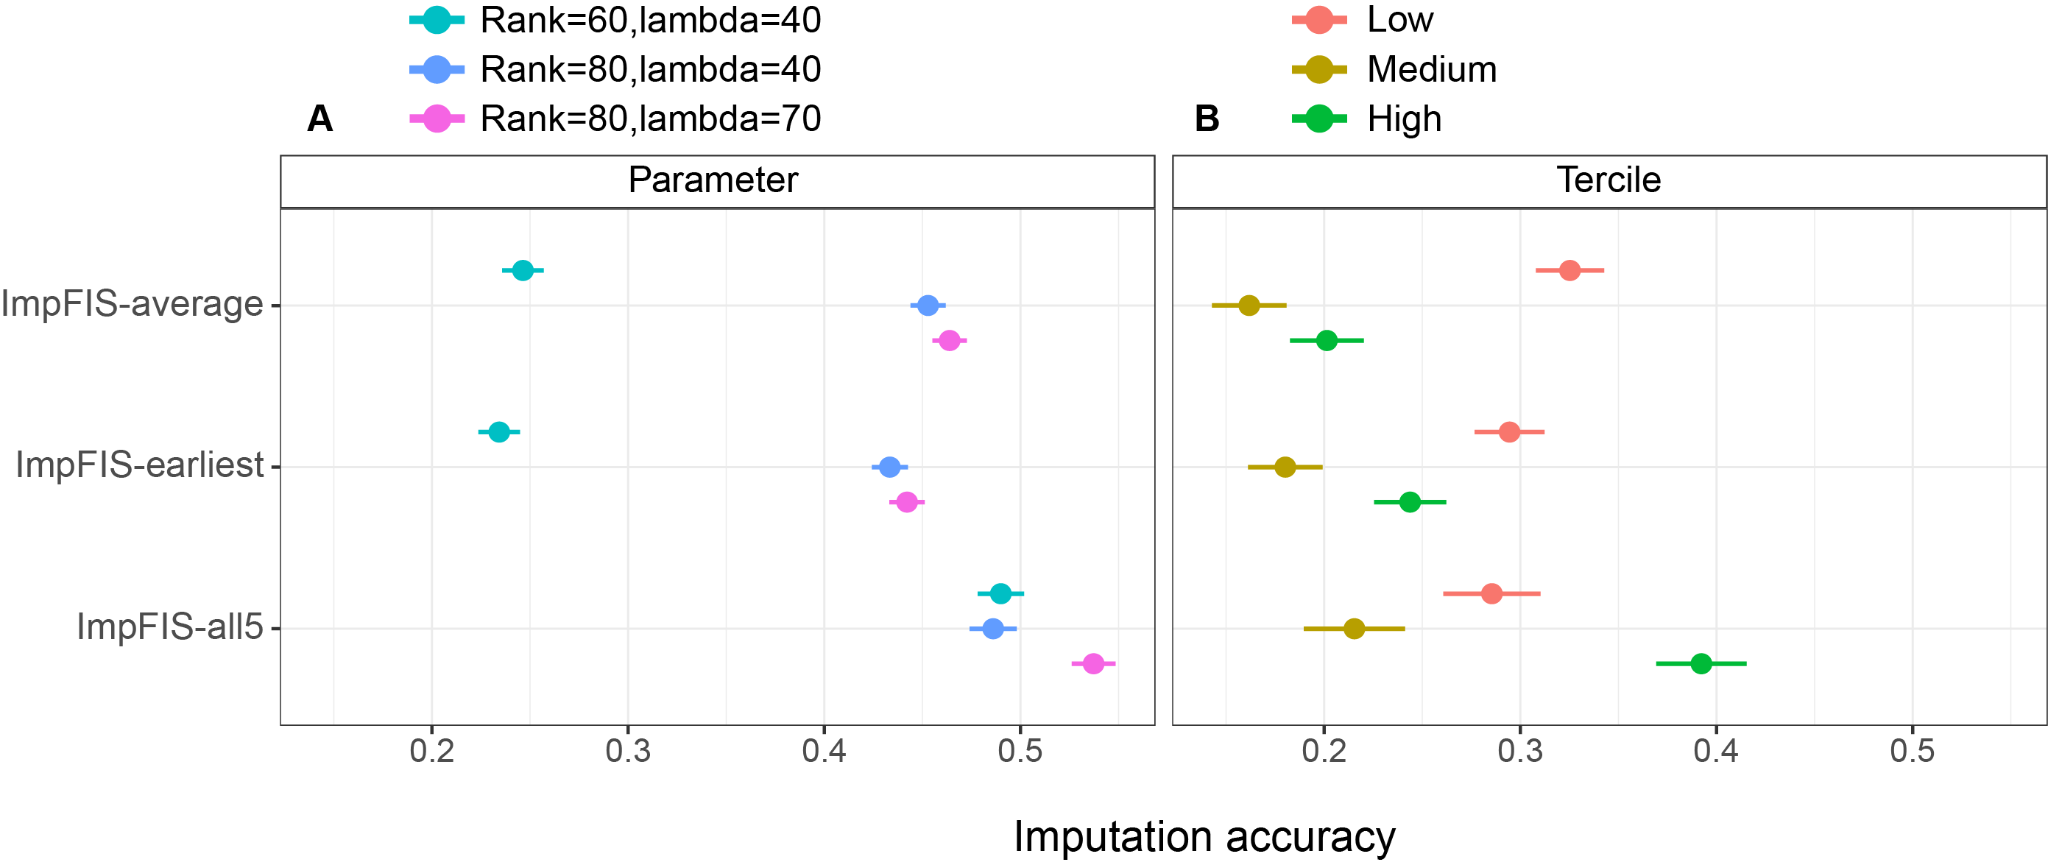 Rank=60,lambda=40
Rank=80,lambda=40
Rank=80,lambda=70
A
Low
Medium
High
B
Parameter
Tercile
ImpFIS-average
ImpFIS-earliest
ImpFIS-all5
0.2 0.3 0.4 0.5
0.2 0.3 0.4 0.5
Imputation accuracy